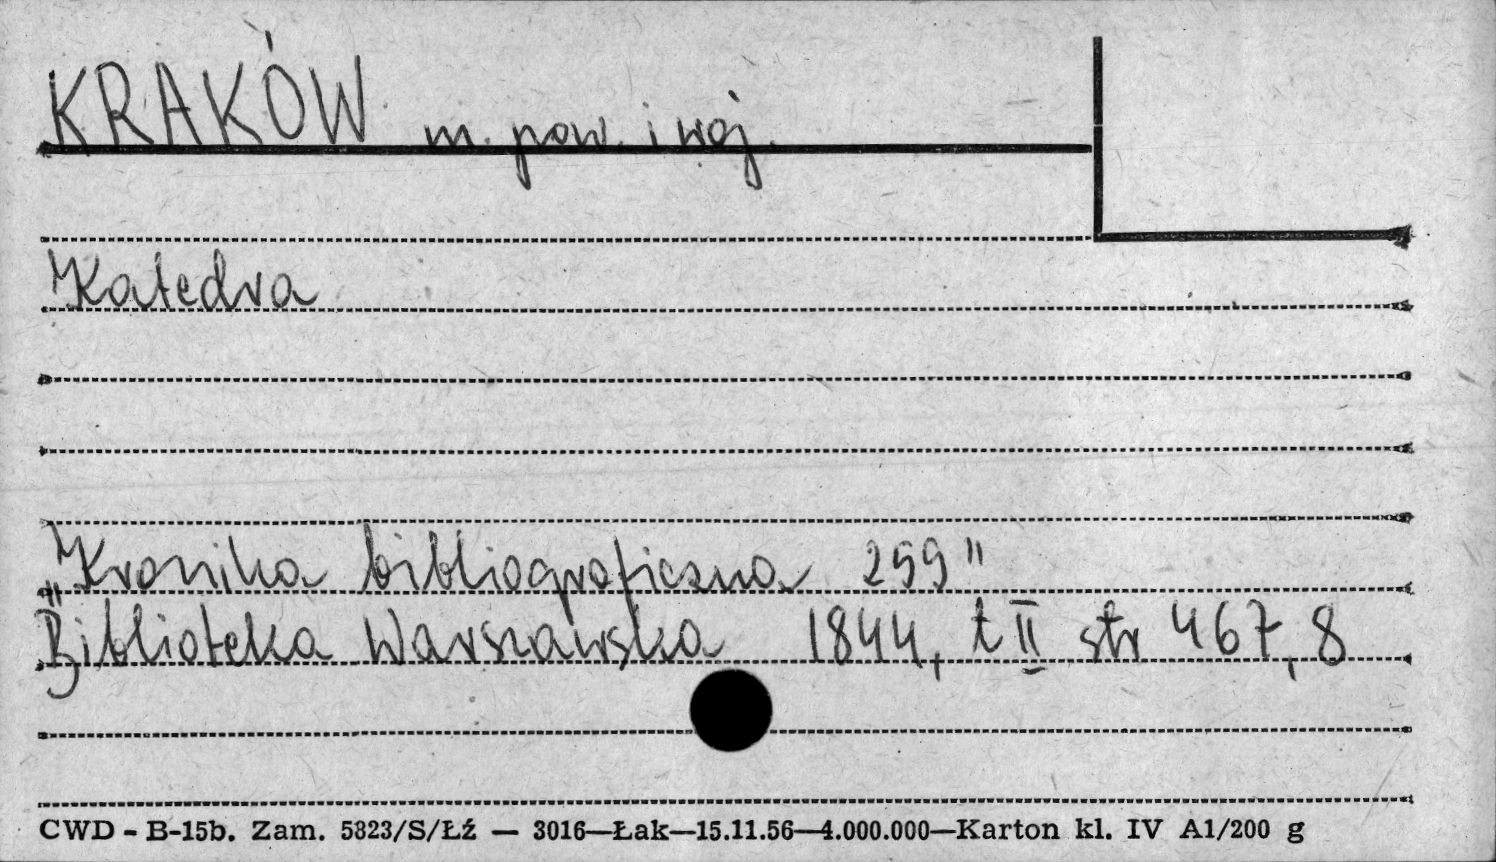 KRAKÓW m. pow. i woj.
Katedra
"Kronika bibliograficzna 259"
Biblioteka Warszawska 1844, t II str 467,8
CWD - B-15b. Zam. 5823/S/Łź — 3016—Łak—15.11.56—4.000.000—Karton kl. IV A1/200 g